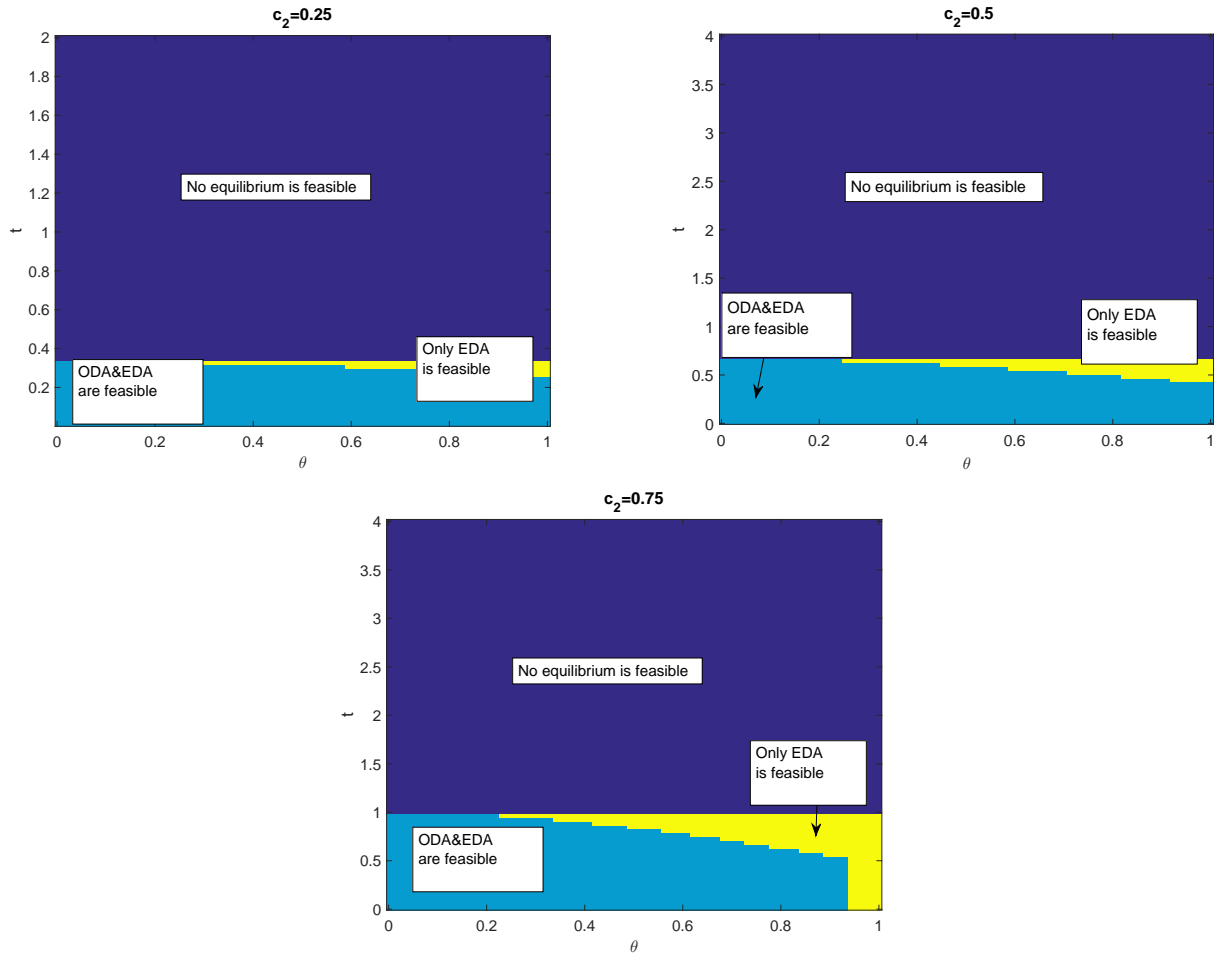 c2=0.25
2
1.8
1.6
1.4
1.2
1
0.8
0.6
0.4
0.2
t
No equilibrium is feasible
ODA&EDA
are feasible
Only EDA
is feasible
0 0.2 0.4 0.6 0.8 1
θ
c2=0.5
4
3.5
3
2.5
2
1.5
1
0.5
0
t
No equilibrium is feasible
ODA&EDA
are feasible
Only EDA
is feasible
0 0.2 0.4 0.6 0.8 1
θ
c2=0.75
4
3.5
3
2.5
2
1.5
1
0.5
0
t
No equilibrium is feasible
Only EDA
is feasible
ODA&EDA
are feasible
0 0.2 0.4 0.6 0.8 1
θ